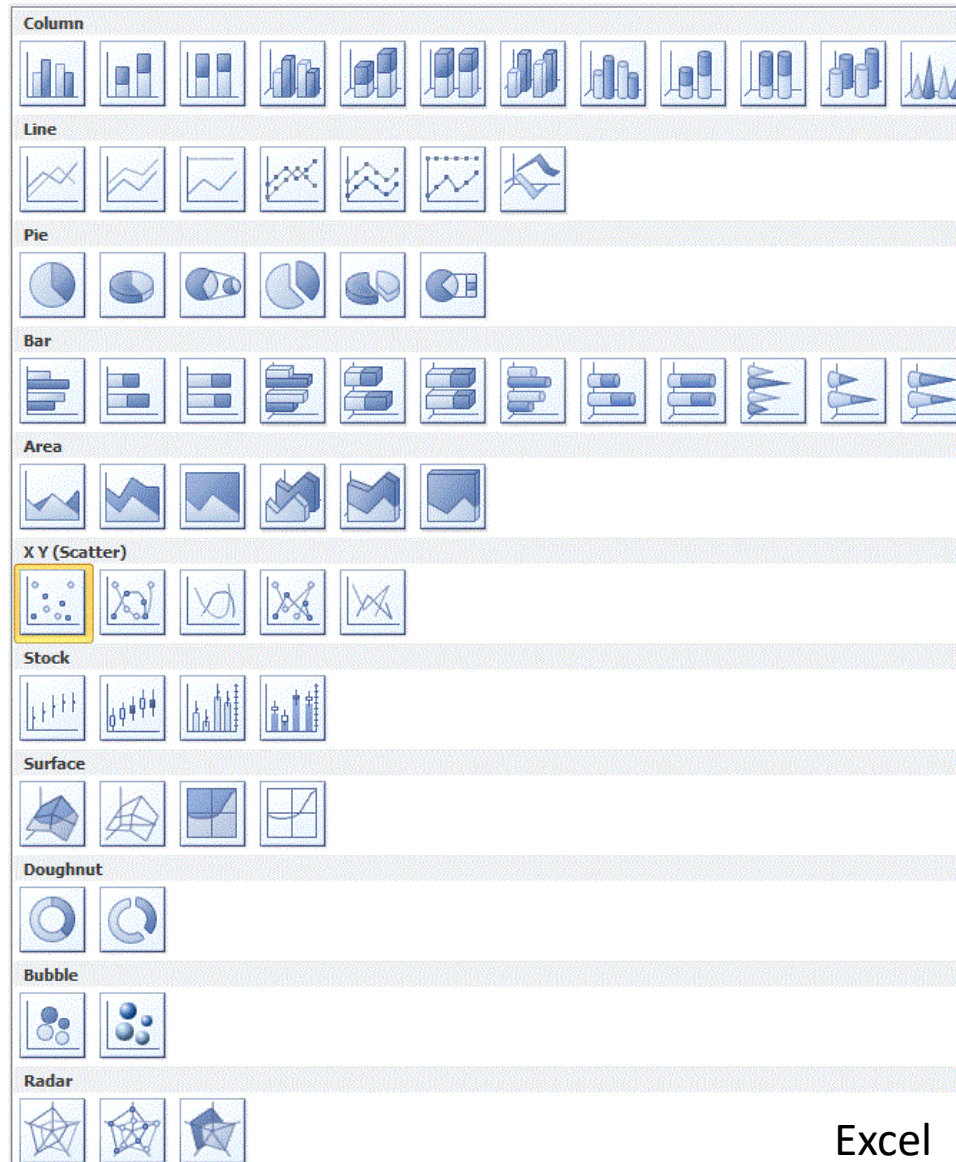 Column
Line
Pie
Bar
Area
X Y (Scatter)
Stock
Surface
Doughnut
Bubble
Radar
Excel